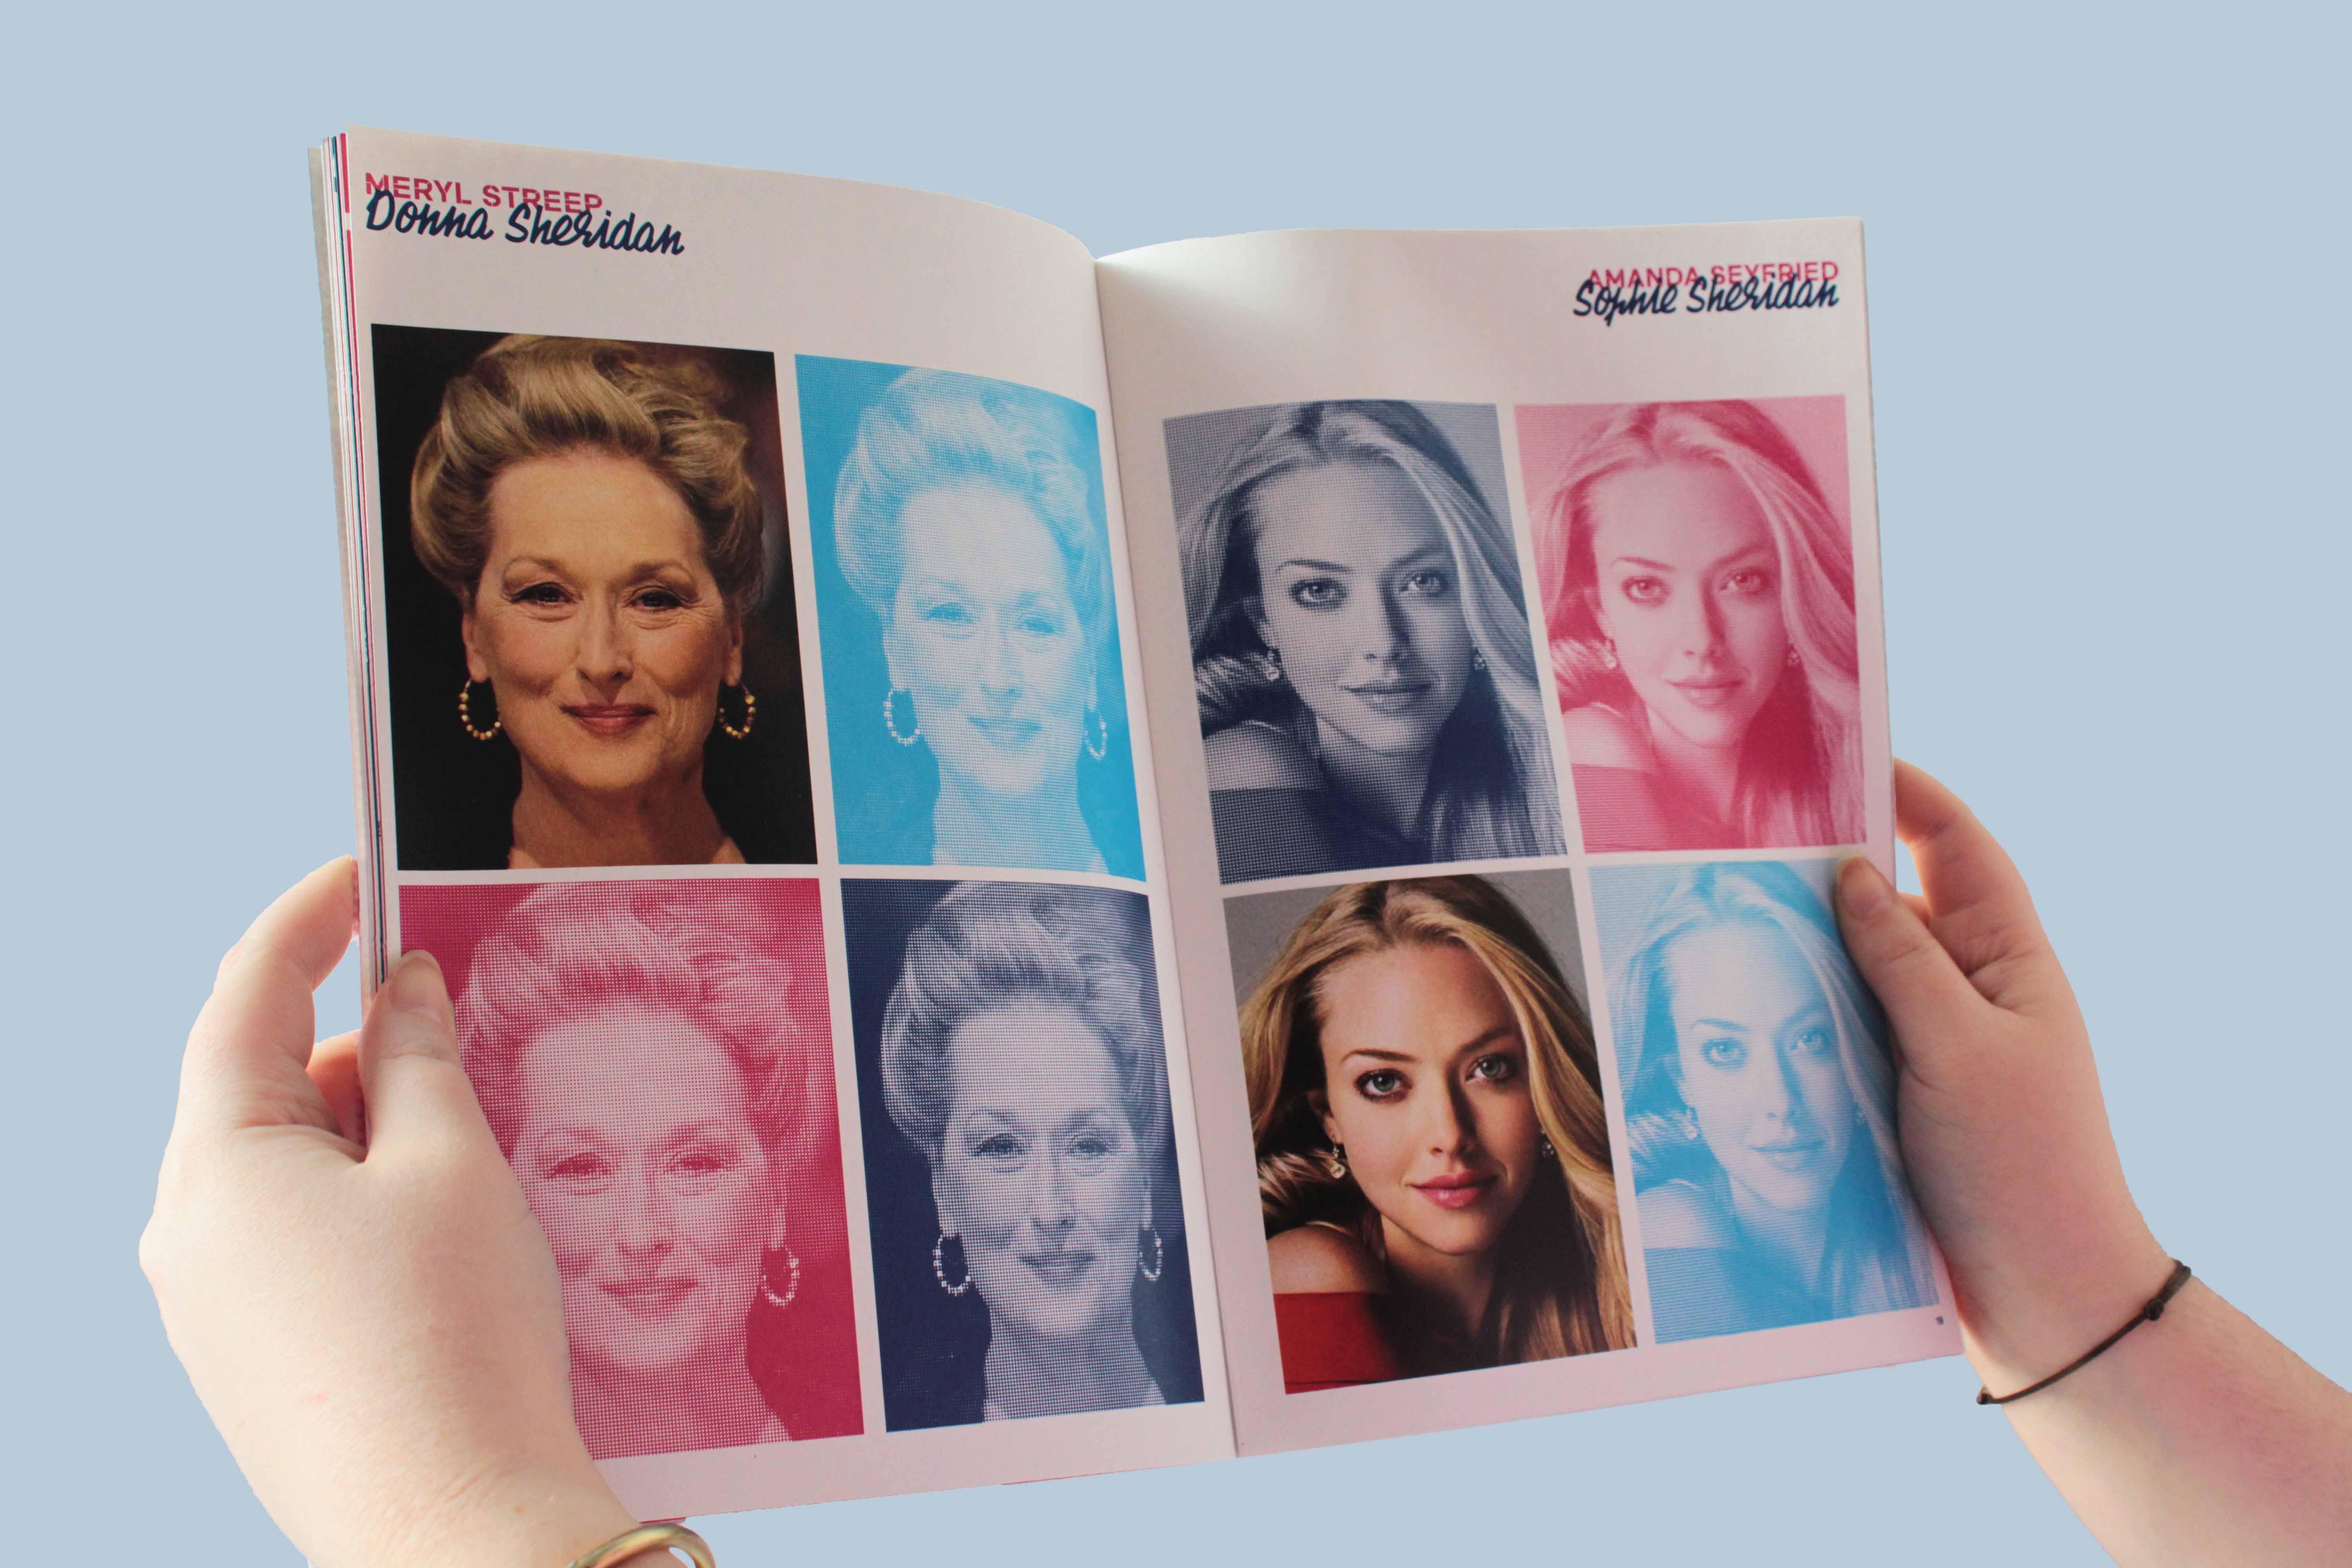 MERYL STREEP
Donna Sheridan
AMANDA SEYFRIED
Sophie Sheridan